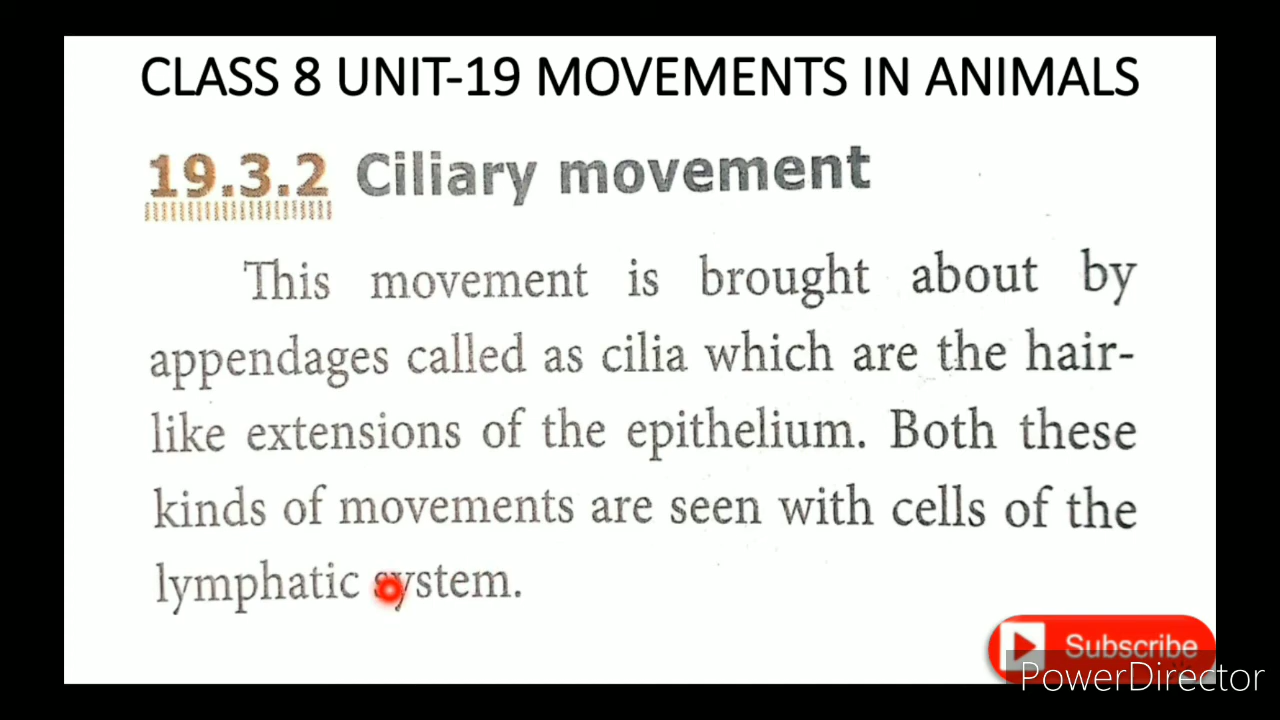 CLASS 8 UNIT-19 MOVEMENTS IN ANIMALS
19.3.2 Ciliary movement
This movement is brought about by
appendages called as cilia which are the hair-
like extensions of the epithelium. Both these
kinds of movements are seen with cells of the
lymphatic system.
Subscribe
PowerDirector